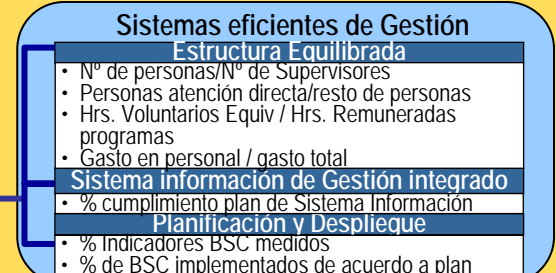 Sistemas eficientes de Gestión
Estructura Equilibrada
• Nº de personas/Nº de Supervisores
• Personas atención directa/resto de personas
• Hrs. Voluntarios Equiv / Hrs. Remuneradas
programas
• Gasto en personal / gasto total
Sistema información de Gestión integrado
• % cumplimiento plan de Sistema Información
Planificación y Despliegue
• % Indicadores BSC medidos
• % de BSC implementados de acuerdo a plan